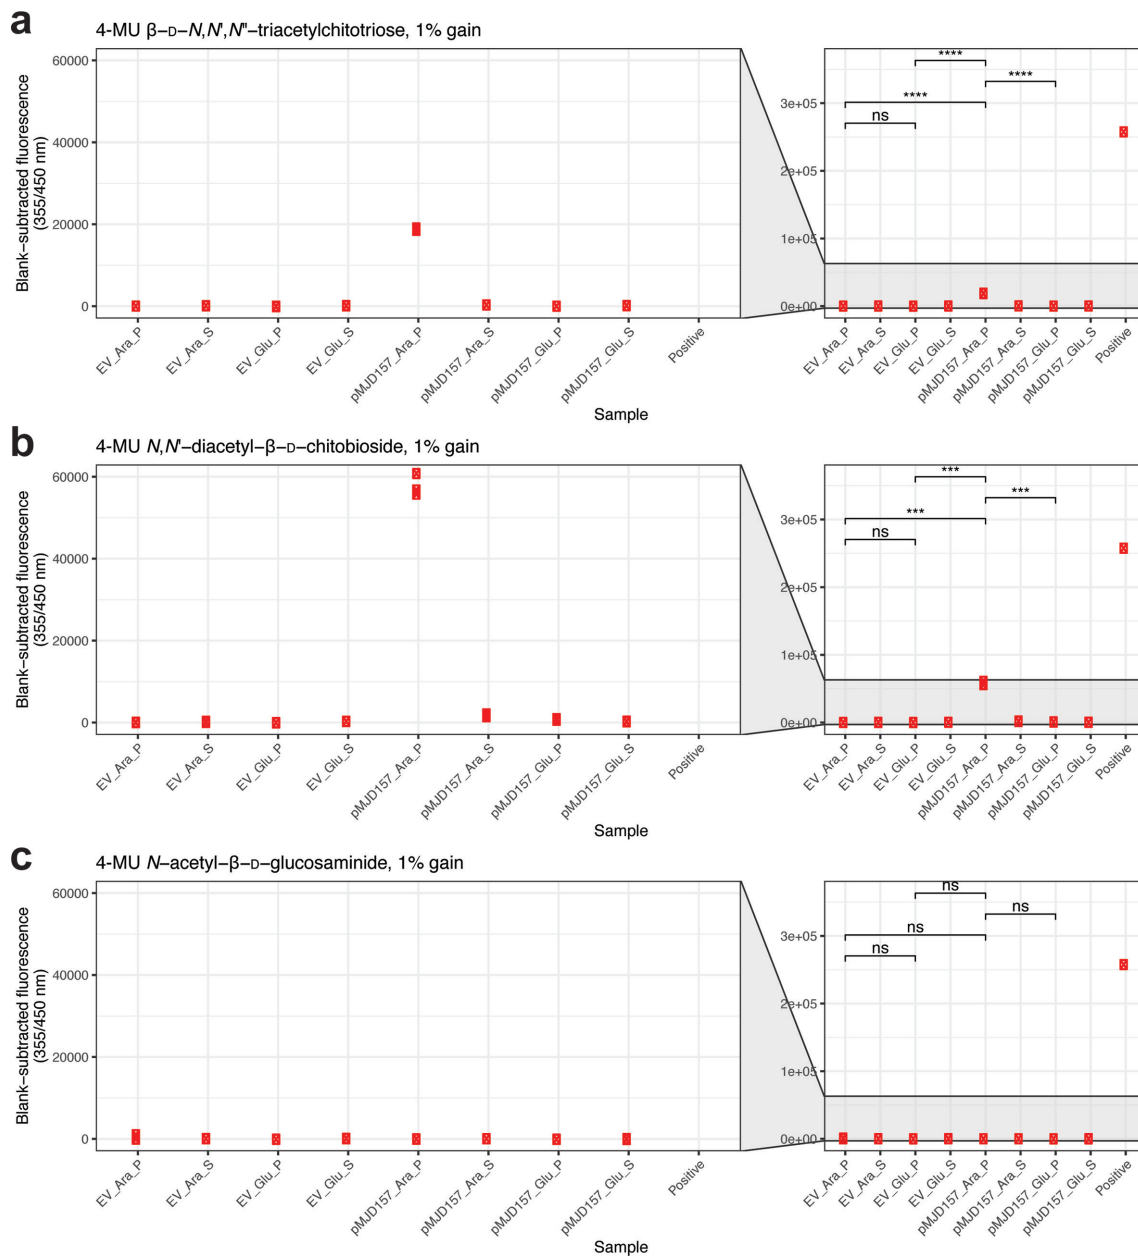 a
4-MU β-D-N,N',N"-triacetylchitotriose, 1% gain
Blank-subtracted fluorescence
(355/450 nm)
60000
40000
20000
0
EV_Ara_P
EV_Ara_S
EV_Glu_P
EV_Glu_S
pMJD157_Ara_P
pMJD157_Ara_S
pMJD157_Glu_P
pMJD157_Glu_S
Positive
Sample
3e+05
2e+05
1e+05
0e+00
****
****
****
ns
EV_Ara_P
EV_Ara_S
EV_Glu_P
EV_Glu_S
pMJD157_Ara_P
pMJD157_Ara_S
pMJD157_Glu_P
pMJD157_Glu_S
Positive
b
4-MU N,N'-diacetyl-β-D-chitobioside, 1% gain
Blank-subtracted fluorescence
(355/450 nm)
60000
40000
20000
0
EV_Ara_P
EV_Ara_S
EV_Glu_P
EV_Glu_S
pMJD157_Ara_P
pMJD157_Ara_S
pMJD157_Glu_P
pMJD157_Glu_S
Positive
Sample
3e+05
2e+05
1e+05
0e+00
***
***
***
ns
EV_Ara_P
EV_Ara_S
EV_Glu_P
EV_Glu_S
pMJD157_Ara_P
pMJD157_Ara_S
pMJD157_Glu_P
pMJD157_Glu_S
Positive
c
4-MU N-acetyl-β-D-glucosaminide, 1% gain
Blank-subtracted fluorescence
(355/450 nm)
60000
40000
20000
0
EV_Ara_P
EV_Ara_S
EV_Glu_P
EV_Glu_S
pMJD157_Ara_P
pMJD157_Ara_S
pMJD157_Glu_P
pMJD157_Glu_S
Positive
Sample
3e+05
2e+05
1e+05
0e+00
ns
ns
ns
ns
EV_Ara_P
EV_Ara_S
EV_Glu_P
EV_Glu_S
pMJD157_Ara_P
pMJD157_Ara_S
pMJD157_Glu_P
pMJD157_Glu_S
Positive